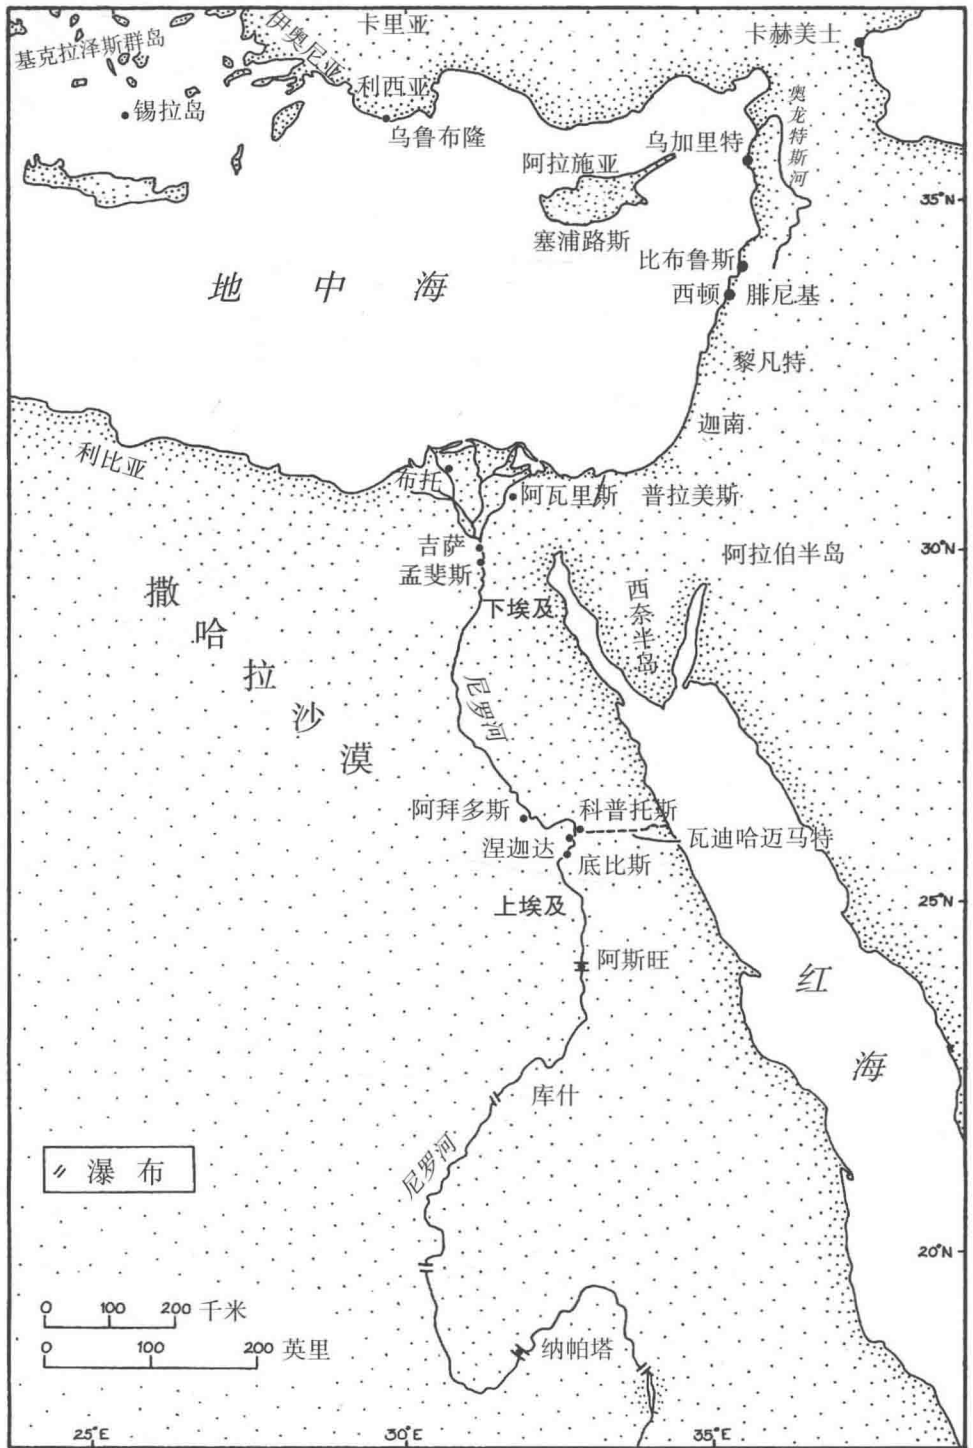 卡里亚
卡赫美士
基克拉泽斯群岛
伊奥尼亚
利西亚
锡拉岛
乌鲁布隆
奥龙特斯河
乌加里特
阿拉施亚
35°N
塞浦路斯
比布鲁斯
地中海
西顿
腓尼基
黎凡特
迦南
利比亚
布托
阿瓦里斯
普拉美斯
吉萨
30°N
阿拉伯半岛
孟斐斯
撒哈拉沙漠
下埃及
西奈半岛
尼罗河
阿拜多斯
科普托斯
涅迦达
瓦迪哈迈马特
底比斯
上埃及
25°N
阿斯旺
红海
库什
尼罗河
瀑布
20°N
0 100 200 千米
0 100 200 英里
纳帕塔
25°E
30°E
35°E